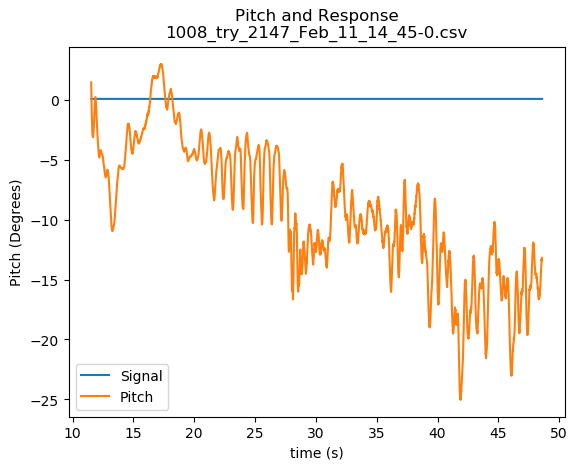 Pitch and Response
1008_try_2147_Feb_11_14_45-0.csv
Pitch (Degrees)
0
−5
−10
−15
−20
−25
Signal
Pitch
10 15 20 25 30 35 40 45 50
time (s)